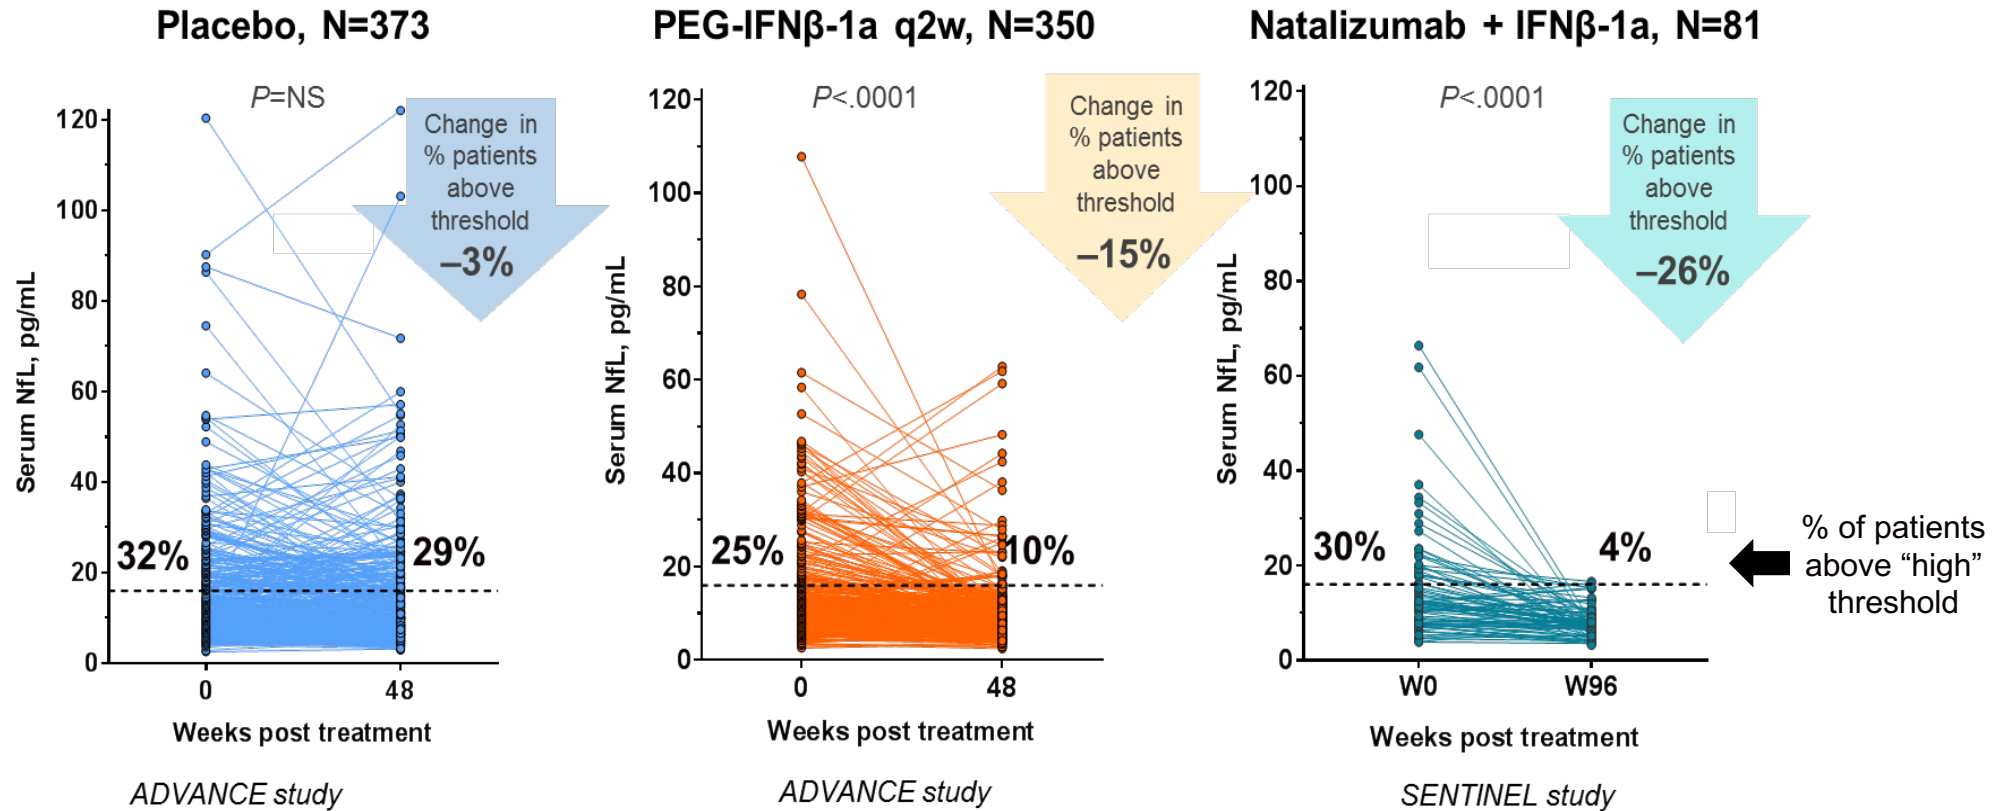 Placebo, N=373
P=NS
Change in
% patients
above
threshold
–3%
Serum NfL, pg/mL
120
100
80
60
40
20
0
32%
29%
0
48
Weeks post treatment
ADVANCE study
PEG-IFNβ-1a q2w, N=350
P<.0001
Change in
% patients
above
threshold
–15%
Serum NfL, pg/mL
120
100
80
60
40
20
0
25%
10%
0
48
Weeks post treatment
ADVANCE study
Natalizumab + IFNβ-1a, N=81
P<.0001
Change in
% patients
above
threshold
–26%
Serum NfL, pg/mL
120
100
80
60
40
20
0
30%
4%
W0
W96
Weeks post treatment
SENTINEL study
% of patients
above “high”
threshold